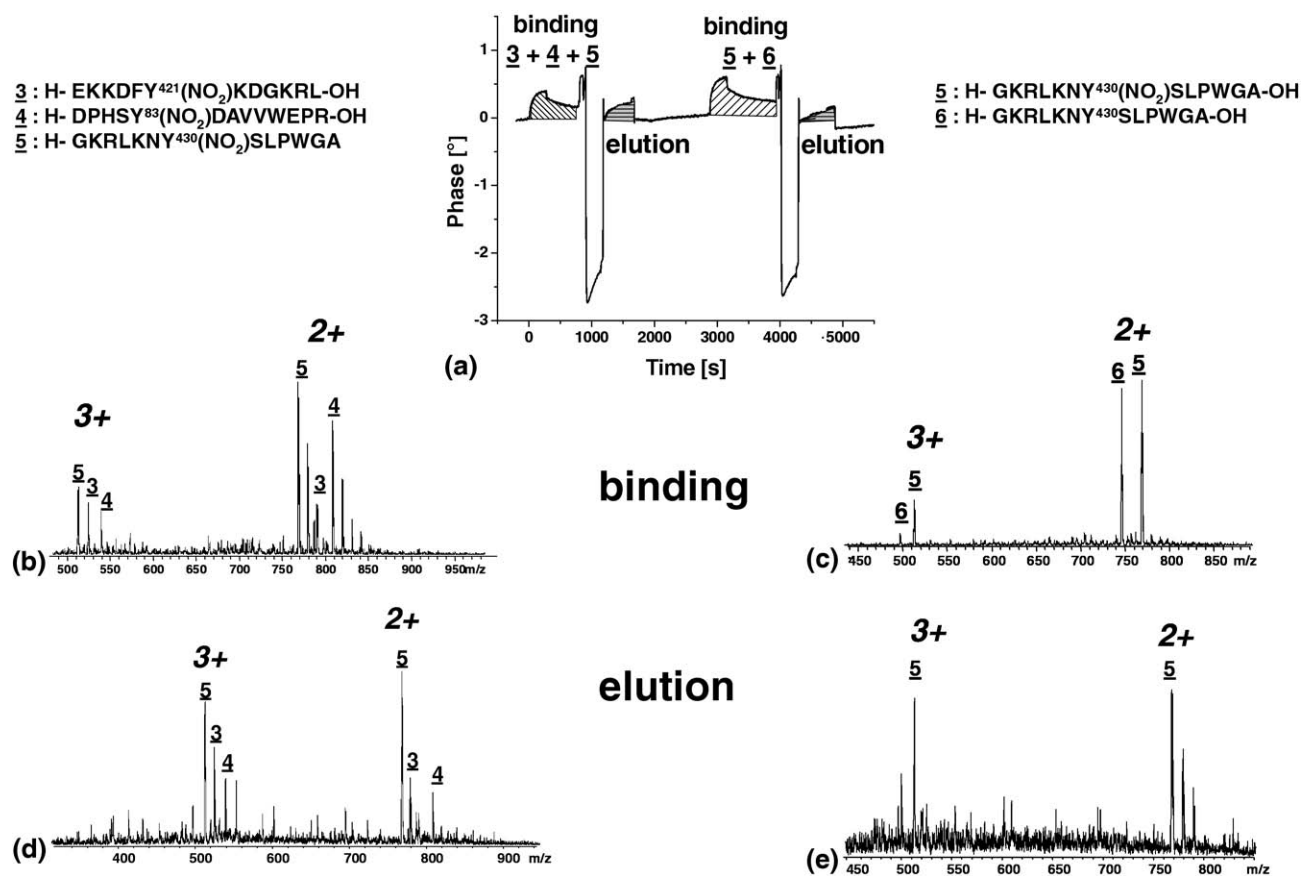 3 : H- EKKDFY⁴²¹(NO₂)KDGKRL-OH
4 : H- DPHSY⁸³(NO₂)DAVVWEPR-OH
5 : H- GKRLKNY⁴³⁰(NO₂)SLPWGA
binding
3 + 4 + 5
binding
5 + 6
elution
elution
1
0
-1
-2
-3
Phase [°]
0 1000 2000 3000 4000 ·5000
Time [s]
(a)
5 : H- GKRLKNY⁴³⁰(NO₂)SLPWGA-OH
6 : H- GKRLKNY⁴³⁰SLPWGA-OH
3+
2+
5
3
4
5
3
4
500 550 600 650 700 750 800 850 900 950 m/z
(b)
binding
3+
2+
6
5
6
5
450 500 550 600 650 700 750 800 850 m/z
(c)
3+
2+
5
3
4
5
3
4
400 500 600 700 800 900 m/z
(d)
elution
3+
2+
5
5
450 500 550 600 650 700 750 800 m/z
(e)